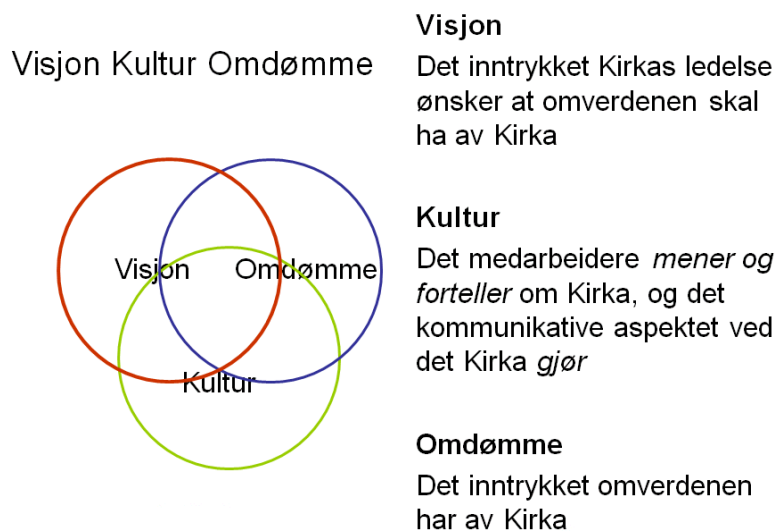 Visjon Kultur Omdømme
Visjon
Omdømme
Kultur
Visjon
Det inntrykket Kirkas ledelse
ønsker at omverdenen skal
ha av Kirka
Kultur
Det medarbeidere mener og
forteller om Kirka, og det
kommunikative aspektet ved
det Kirka gjør
Omdømme
Det inntrykket omverdenen
har av Kirka